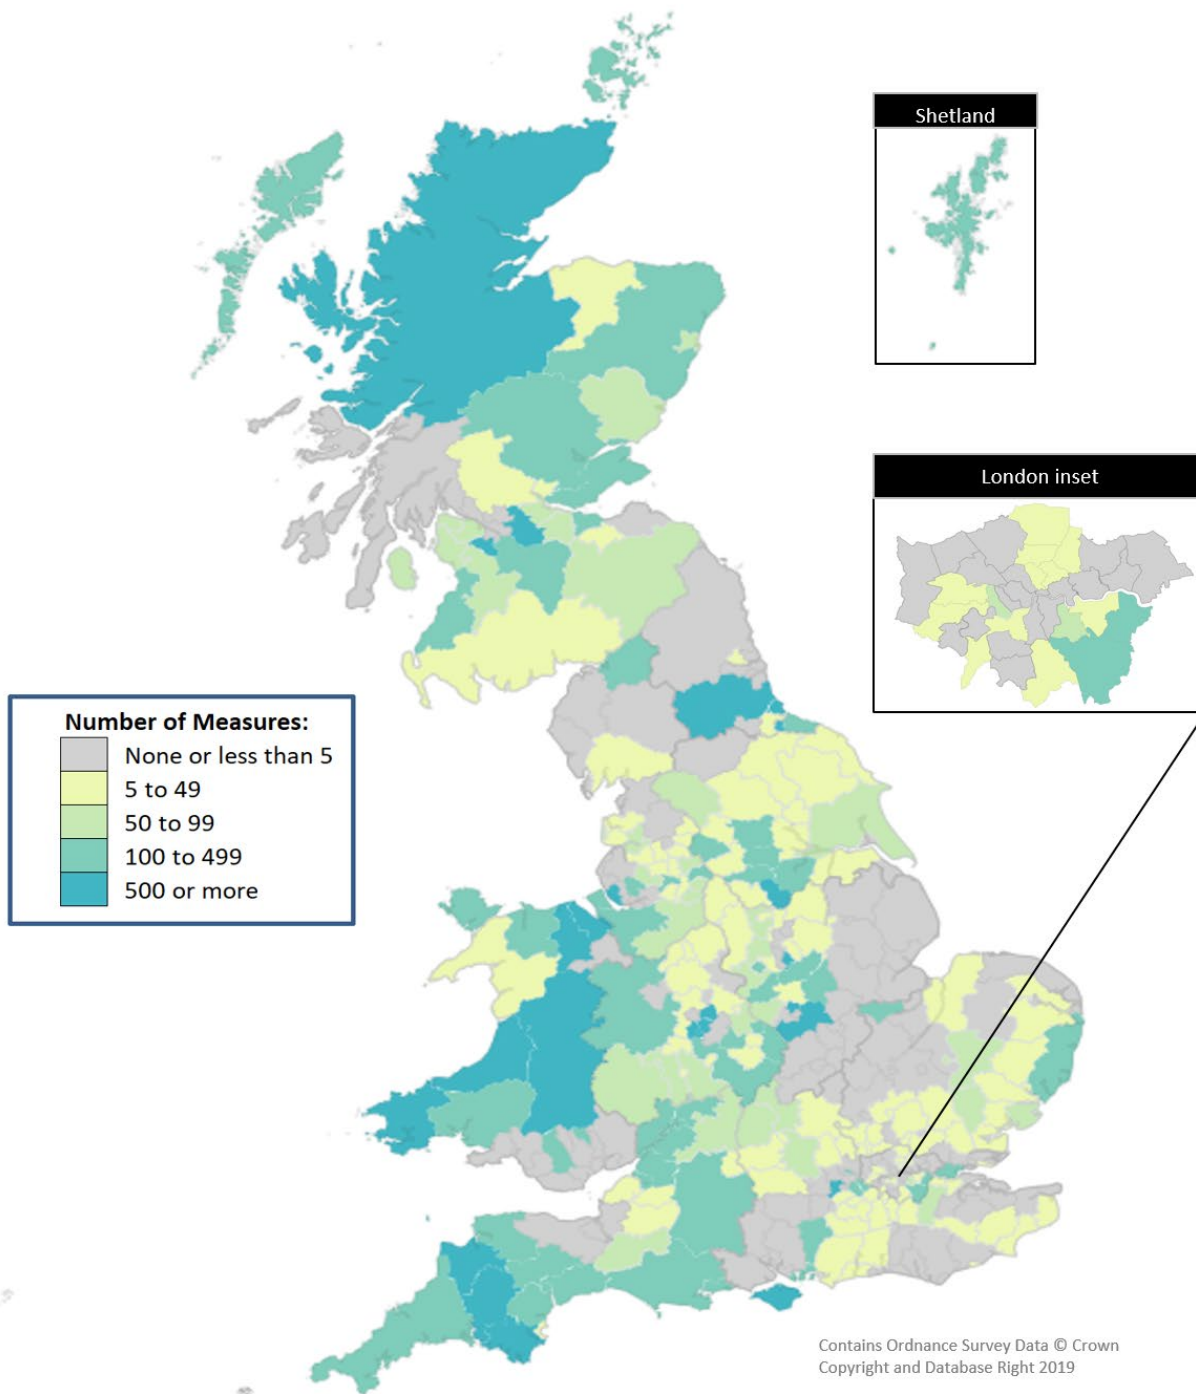 Shetland
London inset
Number of Measures:
None or less than 5
5 to 49
50 to 99
100 to 499
500 or more
Contains Ordnance Survey Data © Crown
Copyright and Database Right 2019